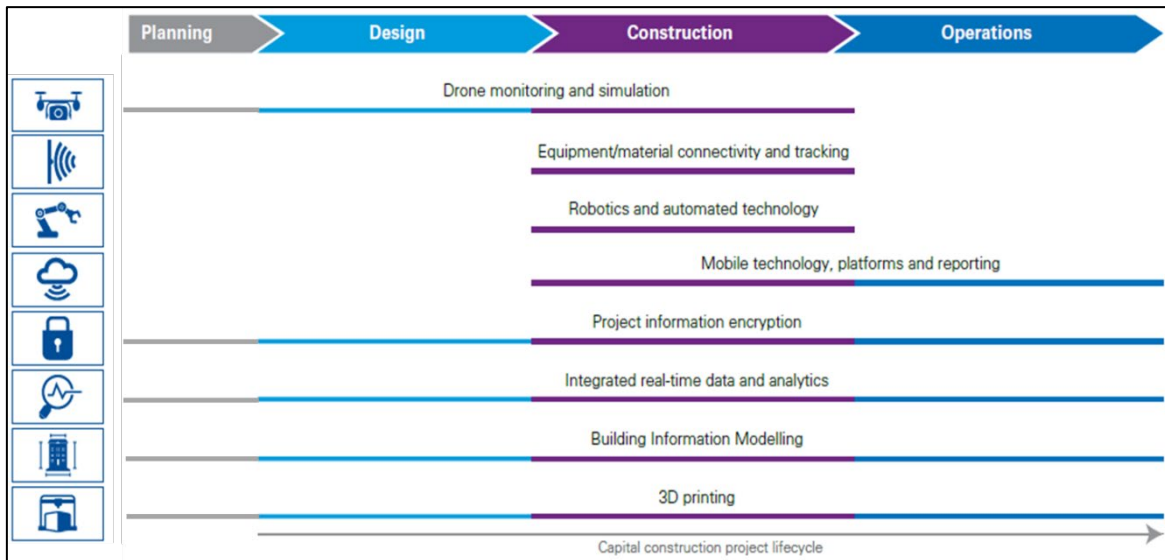 Planning
Design
Construction
Operations
Drone monitoring and simulation
Equipment/material connectivity and tracking
Robotics and automated technology
Mobile technology, platforms and reporting
Project information encryption
Integrated real-time data and analytics
Building Information Modelling
3D printing
Capital construction project lifecycle